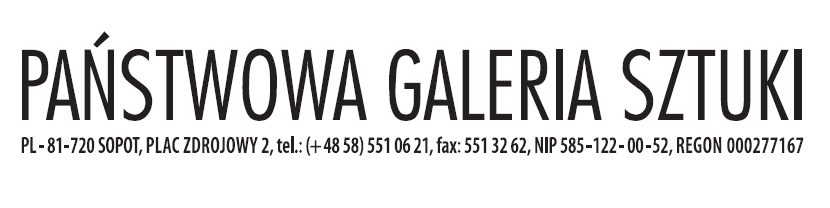 PAŃSTWOWA GALERIA SZTUKI
PL-81-720 SOPOT, PLAC ZDROJOWY 2, tel.: (+48 58) 551 06 21, fax: 551 32 62, NIP 585-122-00-52, REGON 000277167